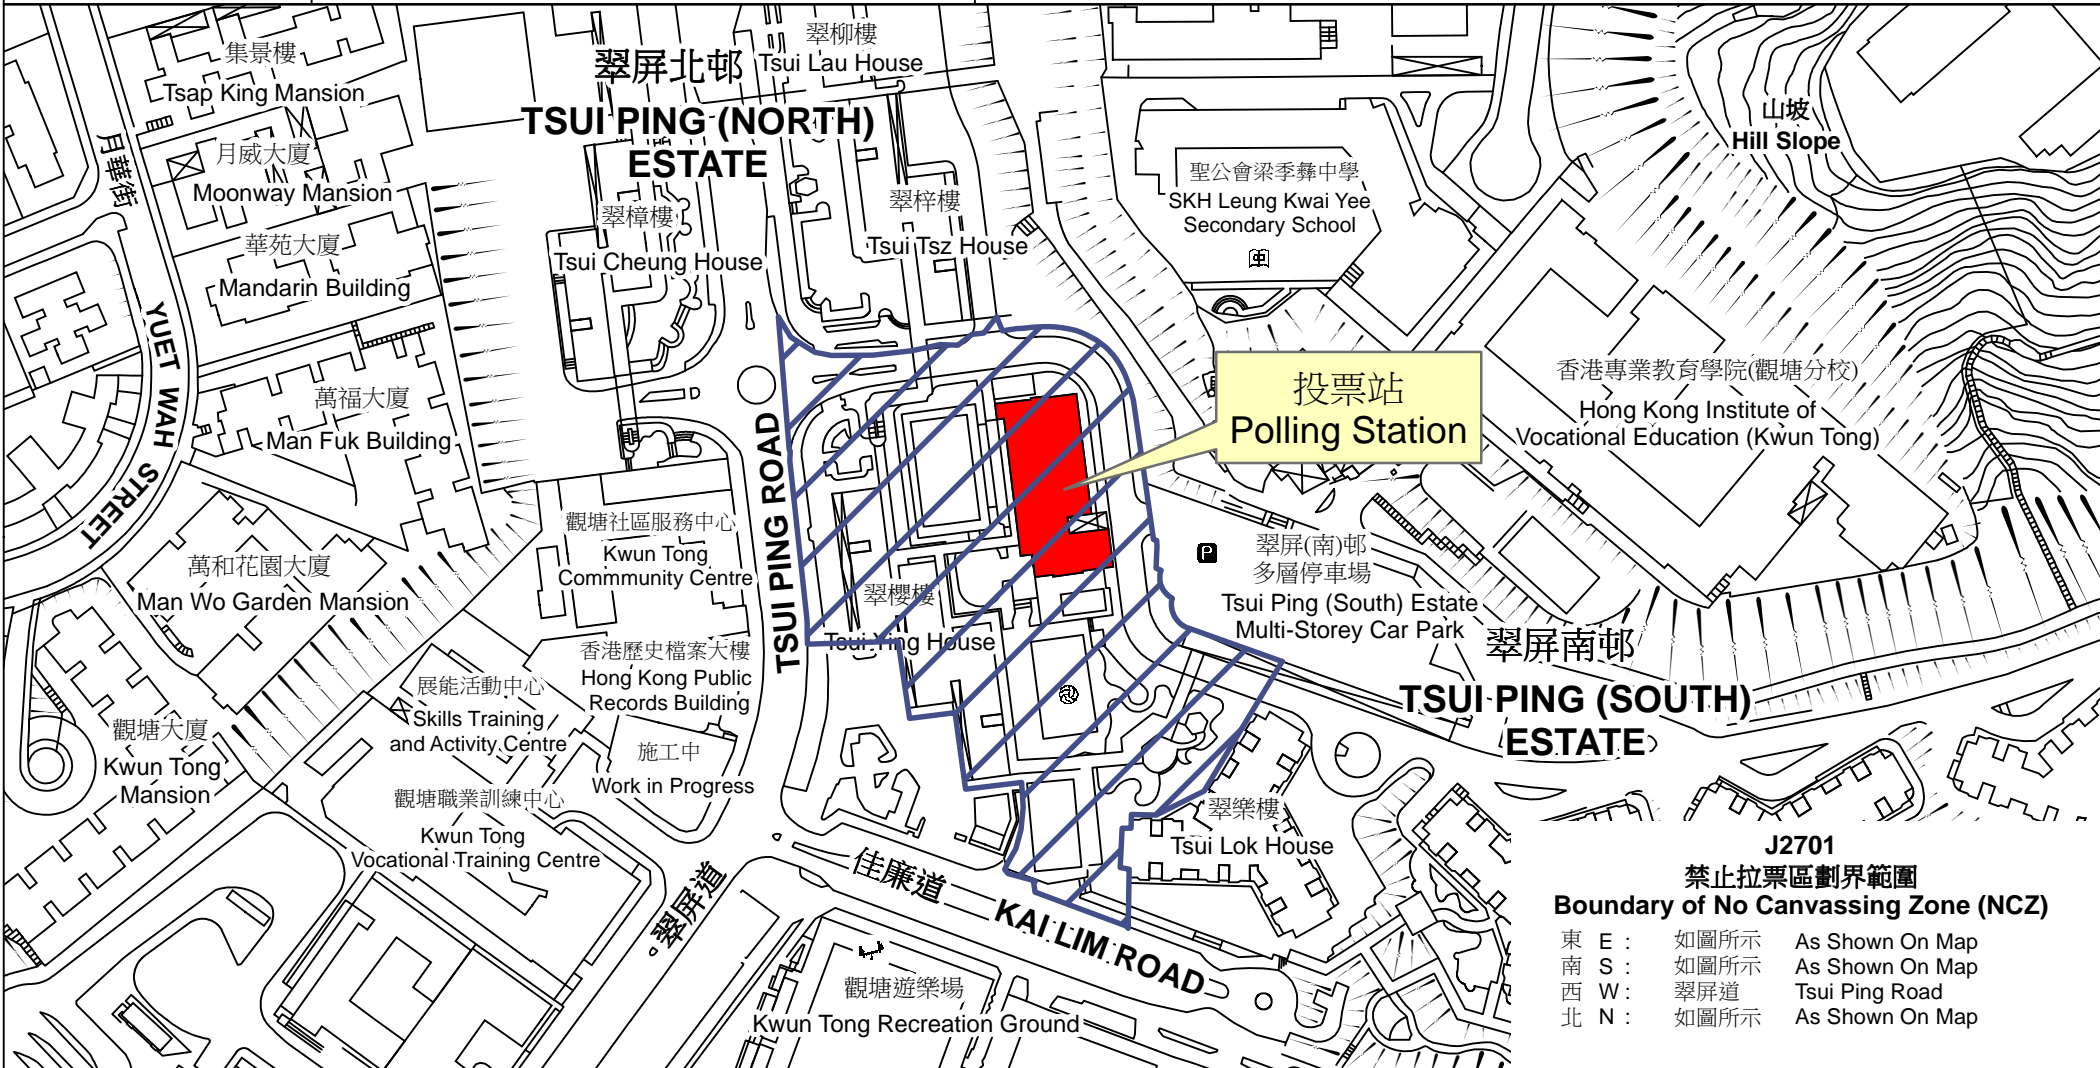 集景樓
Tsap King Mansion
月華街
月威大廈
Moonway Mansion
華苑大廈
Mandarin Building
YUET WAH STREET
萬福大廈
Man Fuk Building
萬和花園大廈
Man Wo Garden Mansion
觀塘大廈
Kwun Tong
Mansion
翠屏北邨
TSUI PING (NORTH)
ESTATE
翠柳樓
Tsui Lau House
翠樟樓
Tsui Cheung House
翠梓樓
Tsui Tsz House
聖公會梁季彝中學
SKH Leung Kwai Yee
Secondary School
山坡
Hill Slope
投票站
Polling Station
香港專業教育學院(觀塘分校)
Hong Kong Institute of
Vocational Education (Kwun Tong)
TSUI PING ROAD
觀塘社區服務中心
Kwun Tong
Commmunity Centre
翠櫻樓
Tsui Ying House
P
翠屏(南)邨
多層停車場
Tsui Ping (South) Estate
Multi-Storey Car Park
翠屏南邨
TSUI PING (SOUTH)
ESTATE
香港歷史檔案大樓
Hong Kong Public
Records Building
展能活動中心
Skills Training
and Activity Centre
施工中
Work in Progress
觀塘職業訓練中心
Kwun Tong
Vocational Training Centre
翠屏道
佳廉道
KAI LIM ROAD
翠樂樓
Tsui Lok House
觀塘遊樂場
Kwun Tong Recreation Ground
J2701
禁止拉票區劃界範圍
Boundary of No Canvassing Zone (NCZ)
東 E : 如圖所示 As Shown On Map
南 S : 如圖所示 As Shown On Map
西 W : 翠屏道 Tsui Ping Road
北 N : 如圖所示 As Shown On Map